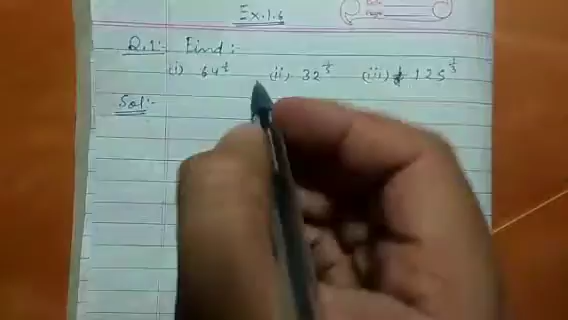 Ex.1.6
Q.1:- Find:
(i) 64^1/2 (ii) 32^1/5 (iii) 125^1/3
Sol:-